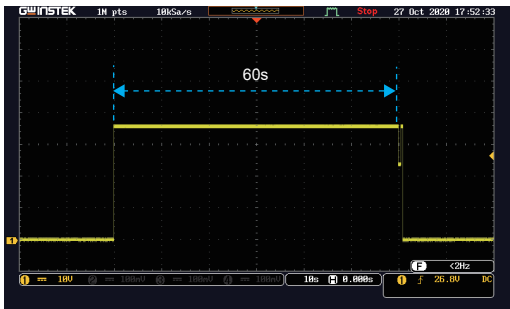 GWINSTEK 1M pts 10kSa/s Stop 27 Oct 2020 17:52:33
60s
1
F <2Hz
1 10V 2 100mV 3 100mV 4 100mV 10s H 0.000s 1 26.8V DC